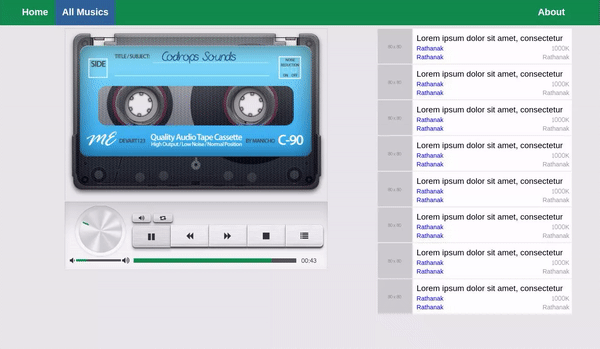 Home
All Musics
About
SIDE
TITLE / SUBJECT:
Codrops Sounds
NOISE
REDUCTION
ON OFF
ME
DEVIART123
Quality Audio Tape Cassette
High Output / Low Noise / Normal Position
BY MANICHO
C-90
00:43
Lorem ipsum dolor sit amet, consectetur
Rathanak 1000K
Rathanak Rathanak
Lorem ipsum dolor sit amet, consectetur
Rathanak 1000K
Rathanak Rathanak
Lorem ipsum dolor sit amet, consectetur
Rathanak 1000K
Rathanak Rathanak
Lorem ipsum dolor sit amet, consectetur
Rathanak 1000K
Rathanak Rathanak
Lorem ipsum dolor sit amet, consectetur
Rathanak 1000K
Rathanak Rathanak
Lorem ipsum dolor sit amet, consectetur
Rathanak 1000K
Rathanak Rathanak
Lorem ipsum dolor sit amet, consectetur
Rathanak 1000K
Rathanak Rathanak
Lorem ipsum dolor sit amet, consectetur
Rathanak 1000K
Rathanak Rathanak